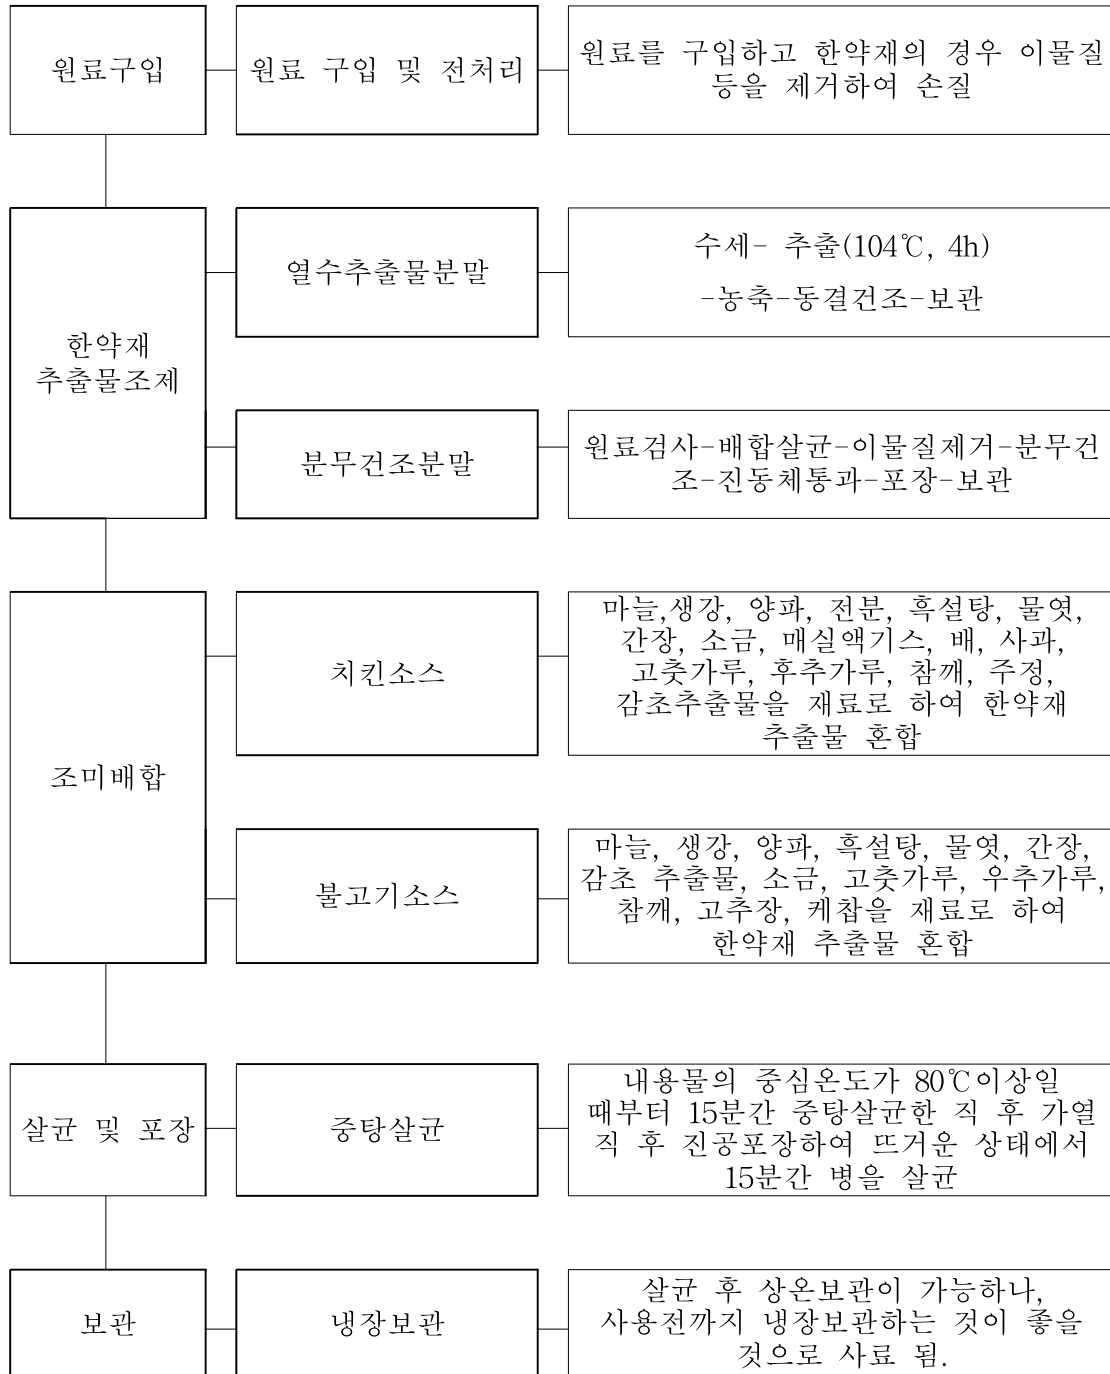 원료구입
원료 구입 및 전처리
원료를 구입하고 한약재의 경우 이물질
등을 제거하여 손질
한약재
추출물조제
열수추출물분말
수세- 추출(104℃, 4h)
-농축-동결건조-보관
분무건조분말
원료검사-배합살균-이물질제거-분무건
조-진동체통과-포장-보관
조미배합
치킨소스
마늘,생강, 양파, 전분, 흑설탕, 물엿,
간장, 소금, 매실액기스, 배, 사과,
고춧가루, 후추가루, 참깨, 주정,
감초추출물을 재료로 하여 한약재
추출물 혼합
불고기소스
마늘, 생강, 양파, 흑설탕, 물엿, 간장,
감초 추출물, 소금, 고춧가루, 우추가루,
참깨, 고추장, 케찹을 재료로 하여
한약재 추출물 혼합
살균 및 포장
중탕살균
내용물의 중심온도가 80℃이상일
때부터 15분간 중탕살균한 직 후 가열
직 후 진공포장하여 뜨거운 상태에서
15분간 병을 살균
보관
냉장보관
살균 후 상온보관이 가능하나,
사용전까지 냉장보관하는 것이 좋을
것으로 사료 됨.